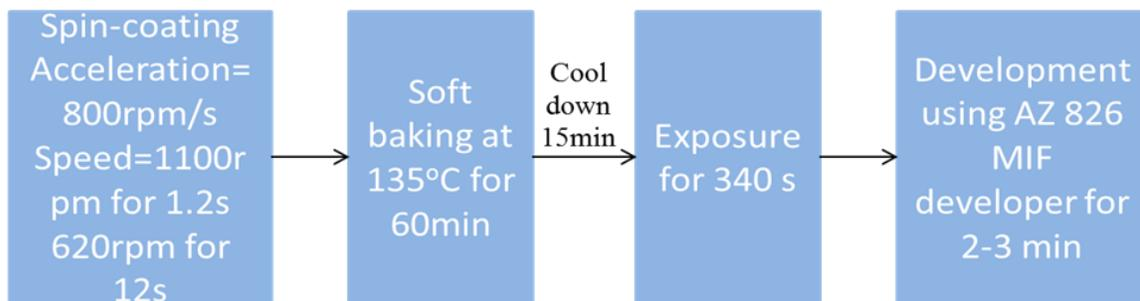 Spin-coating
Acceleration=
800rpm/s
Speed=1100r
pm for 1.2s
620rpm for
12s
Soft
baking at
135°C for
60min
Cool
down
15min
Exposure
for 340 s
Development
using AZ 826
MIF
developer for
2-3 min